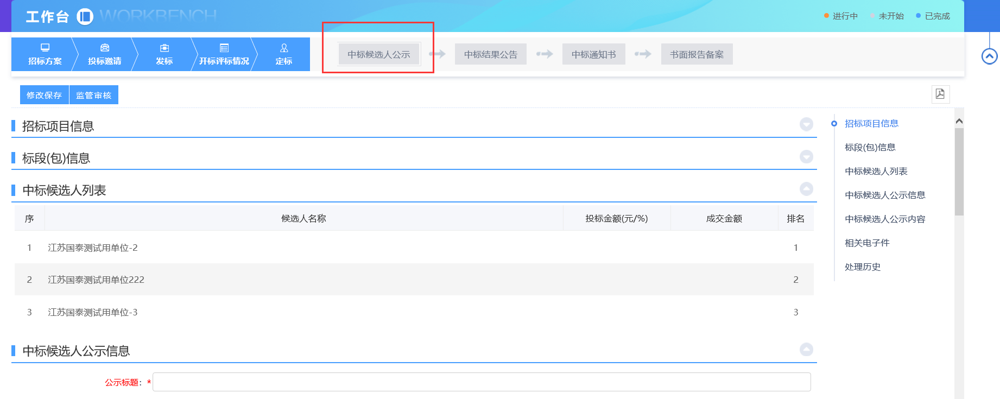 工作台 WORKBENCH
进行中 未开始 已完成
招标方案 投标邀请 发标 开标评标情况 定标 中标候选人公示 中标结果公告 中标通知书 书面报告备案
修改保存 监管审核
招标项目信息
标段(包)信息
中标候选人列表
序 候选人名称 投标金额(元/%) 成交金额 排名
1 江苏国泰测试用单位-2 1
2 江苏国泰测试用单位222 2
3 江苏国泰测试用单位-3 3
中标候选人公示信息
公示标题：*
招标项目信息
标段(包)信息
中标候选人列表
中标候选人公示信息
中标候选人公示内容
相关电子件
处理历史